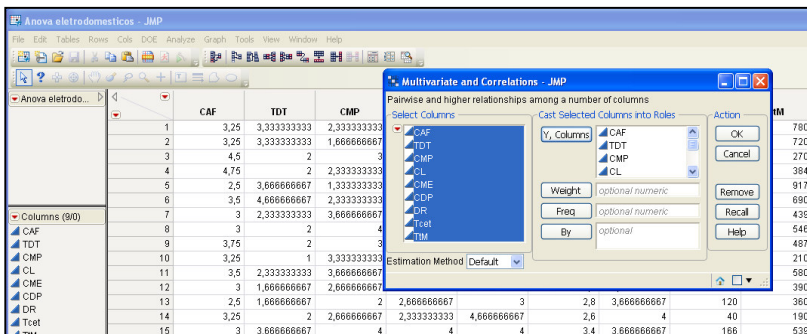 Anova eletrodomesticos - JMP
File Edit Tables Rows Cols DOE Analyze Graph Tools View Window Help
Anova eletrodo...
CAF TDT CMP
1 3,25 3,333333333 2,333333333 780
2 3,25 3,333333333 1,666666667 720
3 4,5 2 3 270
4 4,75 2 2,333333333 384
5 2,5 3,666666667 1,333333333 917
6 3,5 4,666666667 2,333333333 690
7 3 2,333333333 3,666666667 439
8 3 2 4 546
9 3,75 2 3 487
10 3,25 1 3,333333333 210
11 3,5 2,333333333 3,666666667 580
12 3 1,666666667 2,666666667 390
13 2,5 1,666666667 2 2,666666667 3 2,8 3,666666667 120 360
14 3,25 2 2,666666667 2,333333333 4,666666667 2,6 4 40 180
15 3 3,666666667 4 4 4 3,4 3,666666667 166 530
Columns (9/0)
CAF
TDT
CMP
CL
CME
CDP
DR
Tcet
Multivariate and Correlations - JMP
Pairwise and higher relationships among a number of columns
Select Columns
CAF
TDT
CMP
CL
CME
CDP
DR
Tcet
TtM
Estimation Method Default
Cast Selected Columns into Roles
Y, Columns
CAF
TDT
CMP
CL
Weight optional numeric
Freq optional numeric
By optional
Action
OK
Cancel
Remove
Recall
Help